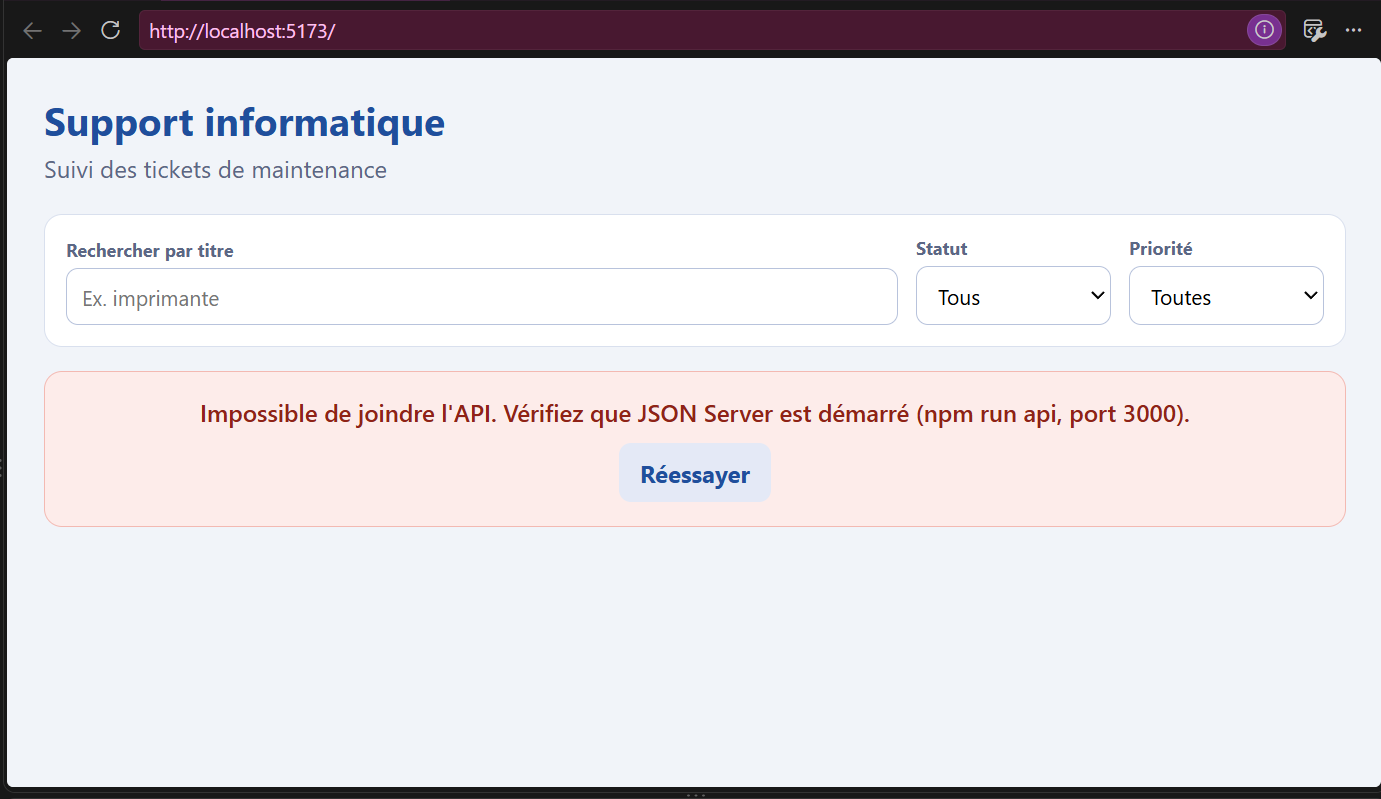 http://localhost:5173/
Support informatique
Suivi des tickets de maintenance
Rechercher par titre
Statut
Priorité
Ex. imprimante
Tous
Toutes
Impossible de joindre l'API. Vérifiez que JSON Server est démarré (npm run api, port 3000).
Réessayer